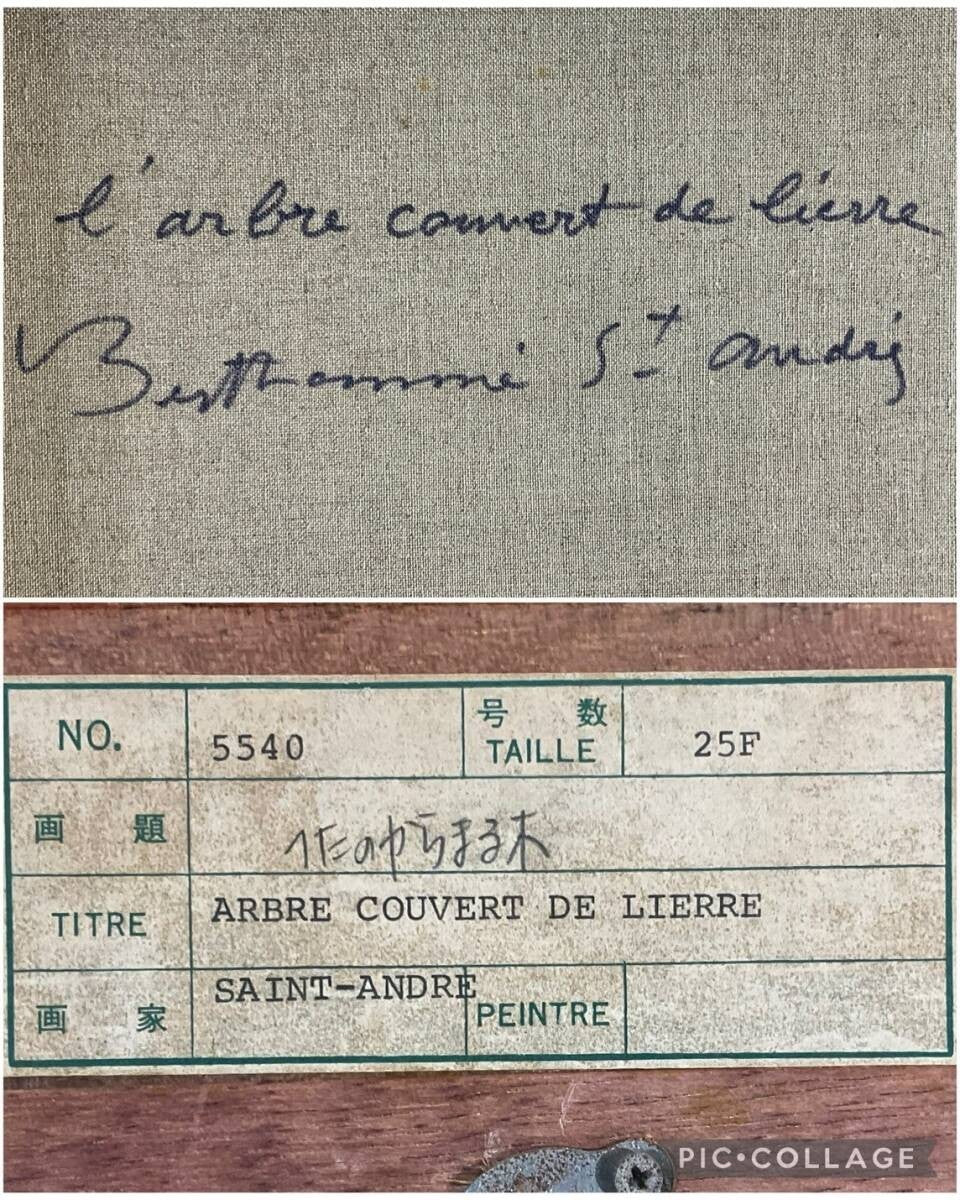 l'arbre couvert de lierre
Berthommé St André
NO. 5540 号数 TAILLE 25F
画題 つたのからまる木
TITRE ARBRE COUVERT DE LIERRE
画家 SAINT-ANDRE PEINTRE
PIC•COLLAGE